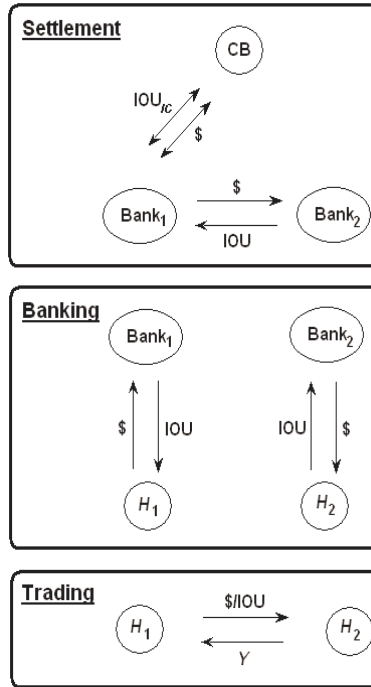 Settlement
CB
IOU_IC
$
Bank1
$
Bank2
IOU
Banking
Bank1
Bank2
$
IOU
IOU
$
H1
H2
Trading
$/IOU
H1
H2
Y